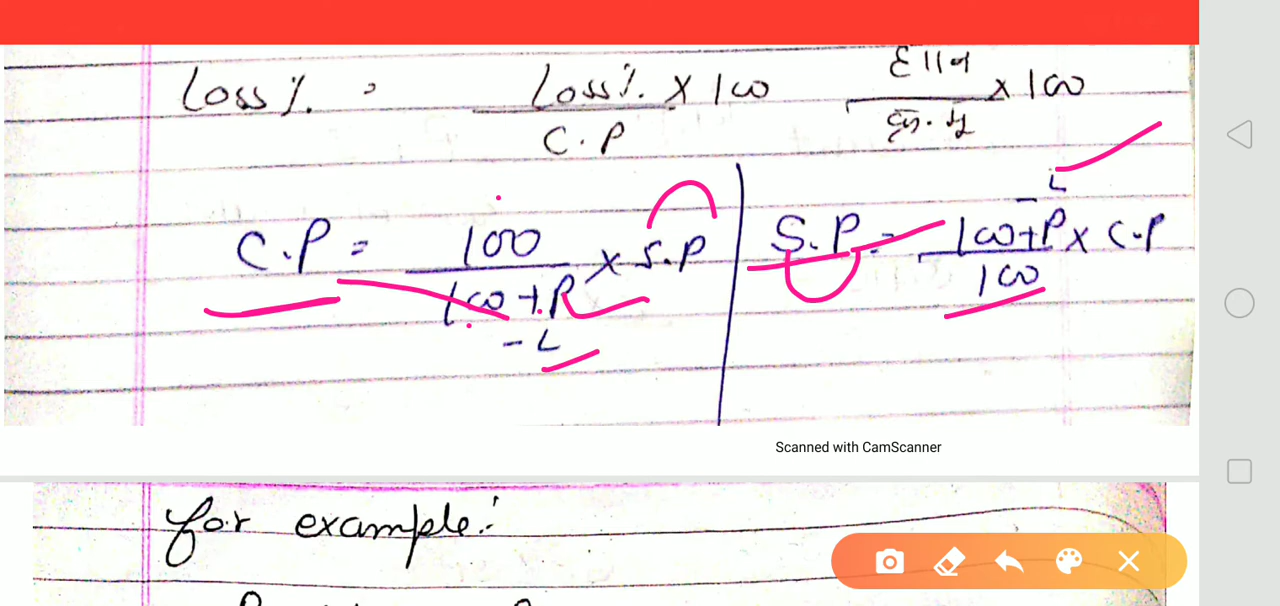 Loss%. = Loss%. X 100 / C.P हानि / क्र. मू x 100
C.P = 100 / 100+P x S.P | S.P = 100+P x C.P / 100
- L - L
Scanned with CamScanner
for example: